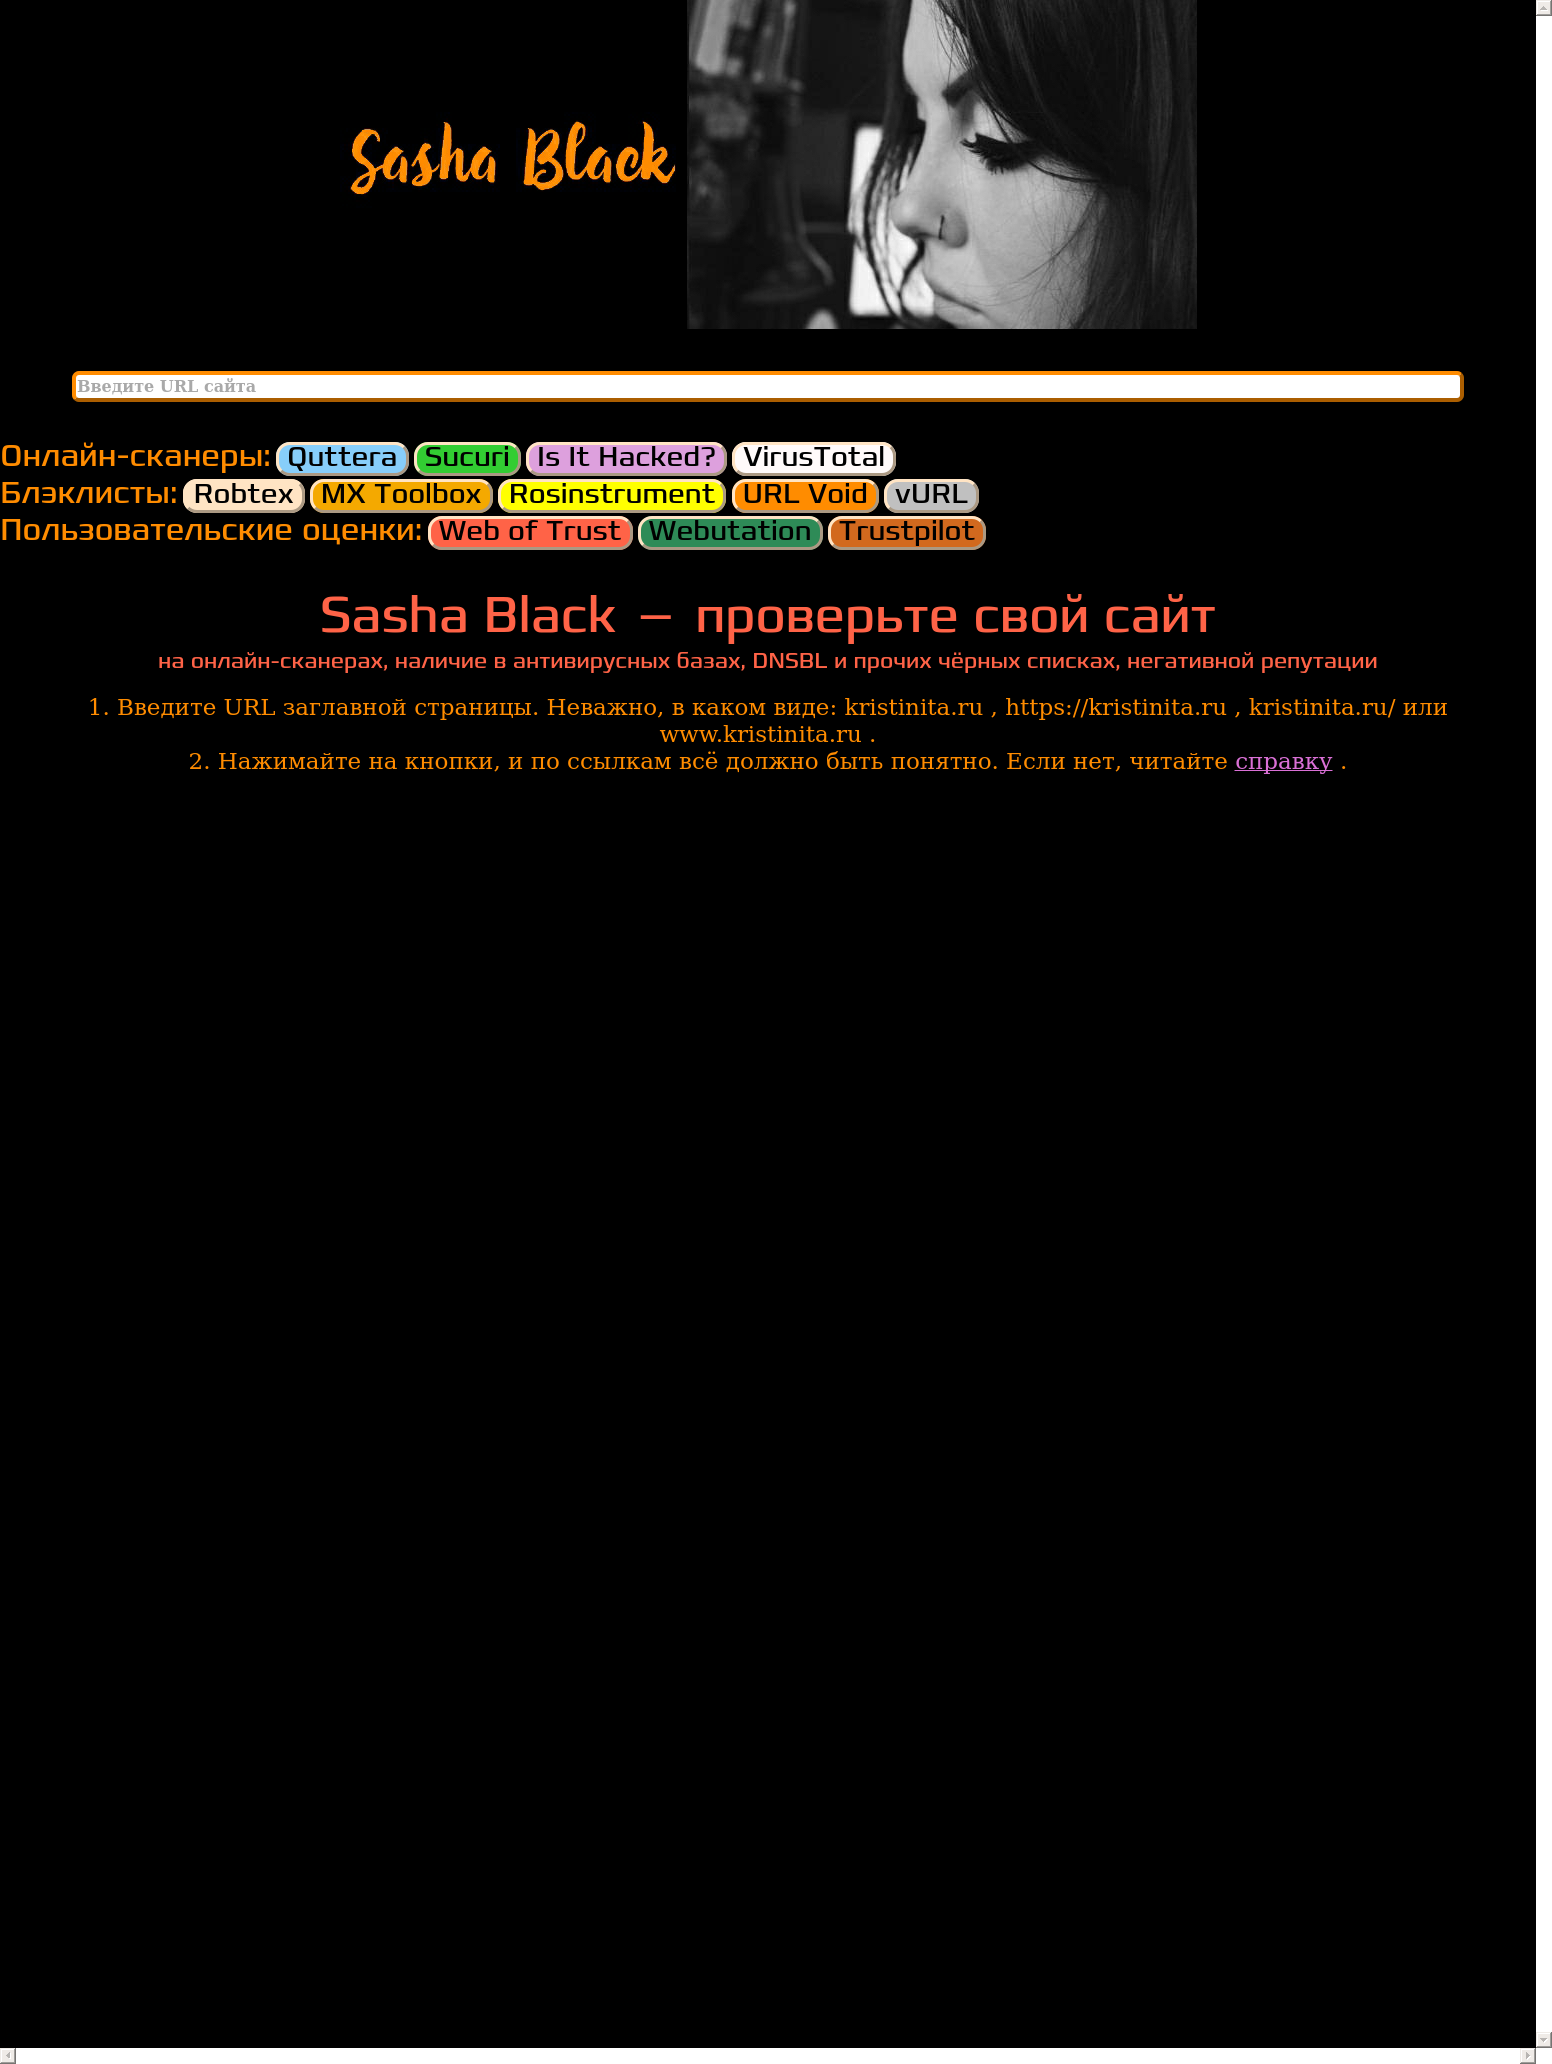 Sasha Black
Введите URL сайта
Онлайн-сканеры: Quttera Sucuri Is It Hacked? VirusTotal
Блэклисты: Robtex MX Toolbox Rosinstrument URL Void vURL
Пользовательские оценки: Web of Trust Webutation Trustpilot
Sasha Black — проверьте свой сайт
на онлайн-сканерах, наличие в антивирусных базах, DNSBL и прочих чёрных списках, негативной репутации
1. Введите URL заглавной страницы. Неважно, в каком виде: kristinita.ru , https://kristinita.ru , kristinita.ru/ или
www.kristinita.ru .
2. Нажимайте на кнопки, и по ссылкам всё должно быть понятно. Если нет, читайте справку .